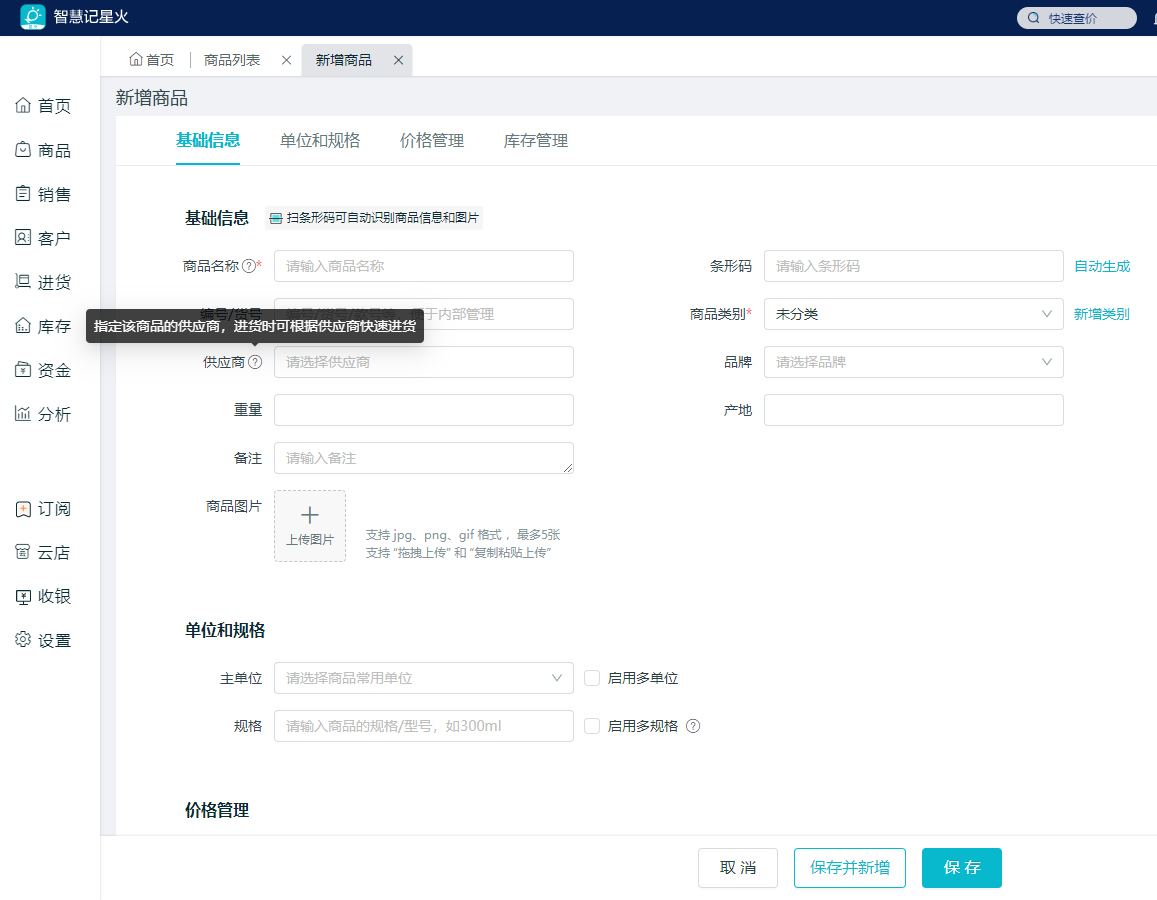 智慧记星火
快速查价
首页
商品列表
新增商品
新增商品
首页
商品
销售
客户
进货
库存
资金
分析
订阅
云店
收银
设置
基础信息 单位和规格 价格管理 库存管理
基础信息 扫条形码可自动识别商品信息和图片
商品名称?* 请输入商品名称
条形码 请输入条形码 自动生成
编号/货号 于内部管理
商品类别* 未分类 新增类别
指定该商品的供应商，进货时可根据供应商快速进货
供应商? 请选择供应商
品牌 请选择品牌
重量
产地
备注 请输入备注
商品图片
上传图片
支持 jpg、png、gif 格式 ，最多5张
支持 “拖拽上传” 和 “复制粘贴上传”
单位和规格
主单位 请选择商品常用单位 启用多单位
规格 请输入商品的规格/型号，如300ml 启用多规格 ?
价格管理
取 消 保存并新增 保 存